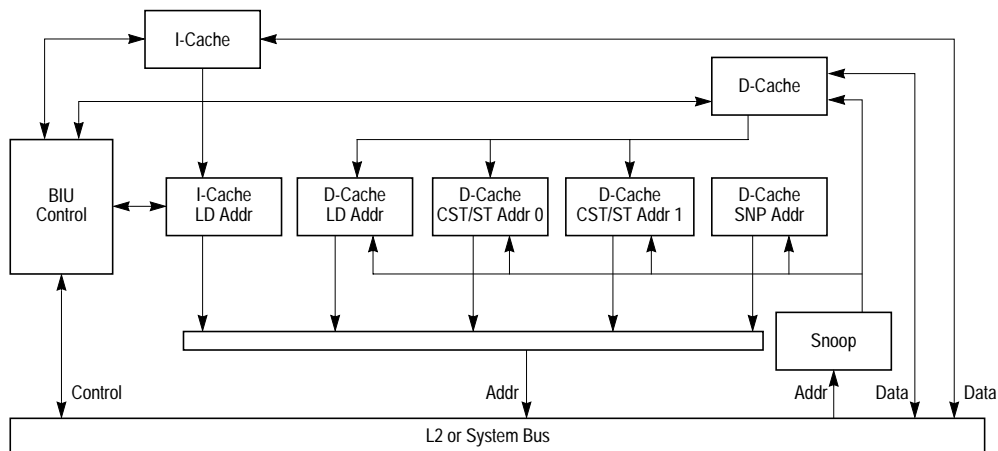 I-Cache
D-Cache
BIU
Control
I-Cache
LD Addr
D-Cache
LD Addr
D-Cache
CST/ST Addr 0
D-Cache
CST/ST Addr 1
D-Cache
SNP Addr
Snoop
Control
Addr
Addr
Data
Data
L2 or System Bus